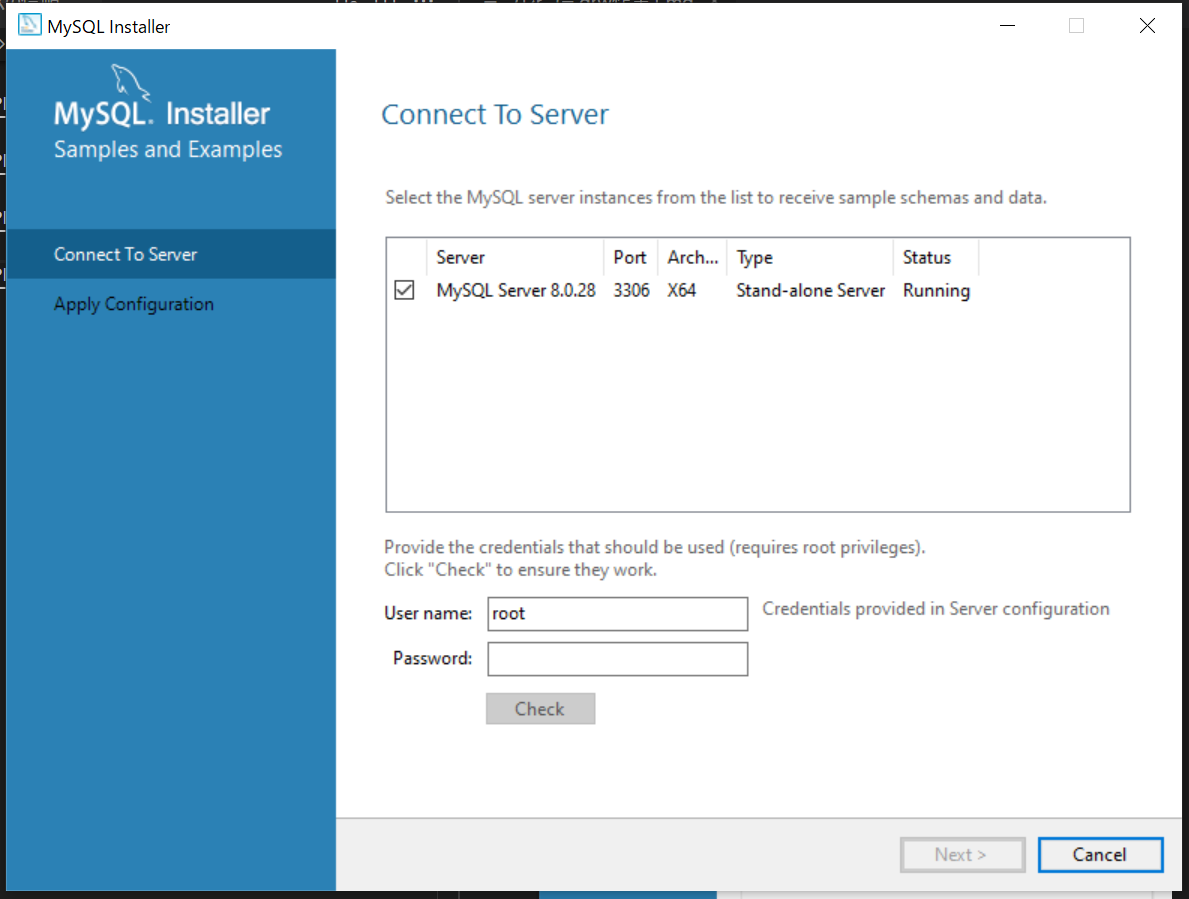 MySQL Installer
MySQL. Installer
Samples and Examples
Connect To Server
Apply Configuration
Connect To Server
Select the MySQL server instances from the list to receive sample schemas and data.
Server Port Arch... Type Status
MySQL Server 8.0.28 3306 X64 Stand-alone Server Running
Provide the credentials that should be used (requires root privileges).
Click "Check" to ensure they work.
User name: root Credentials provided in Server configuration
Password:
Check
Next > Cancel